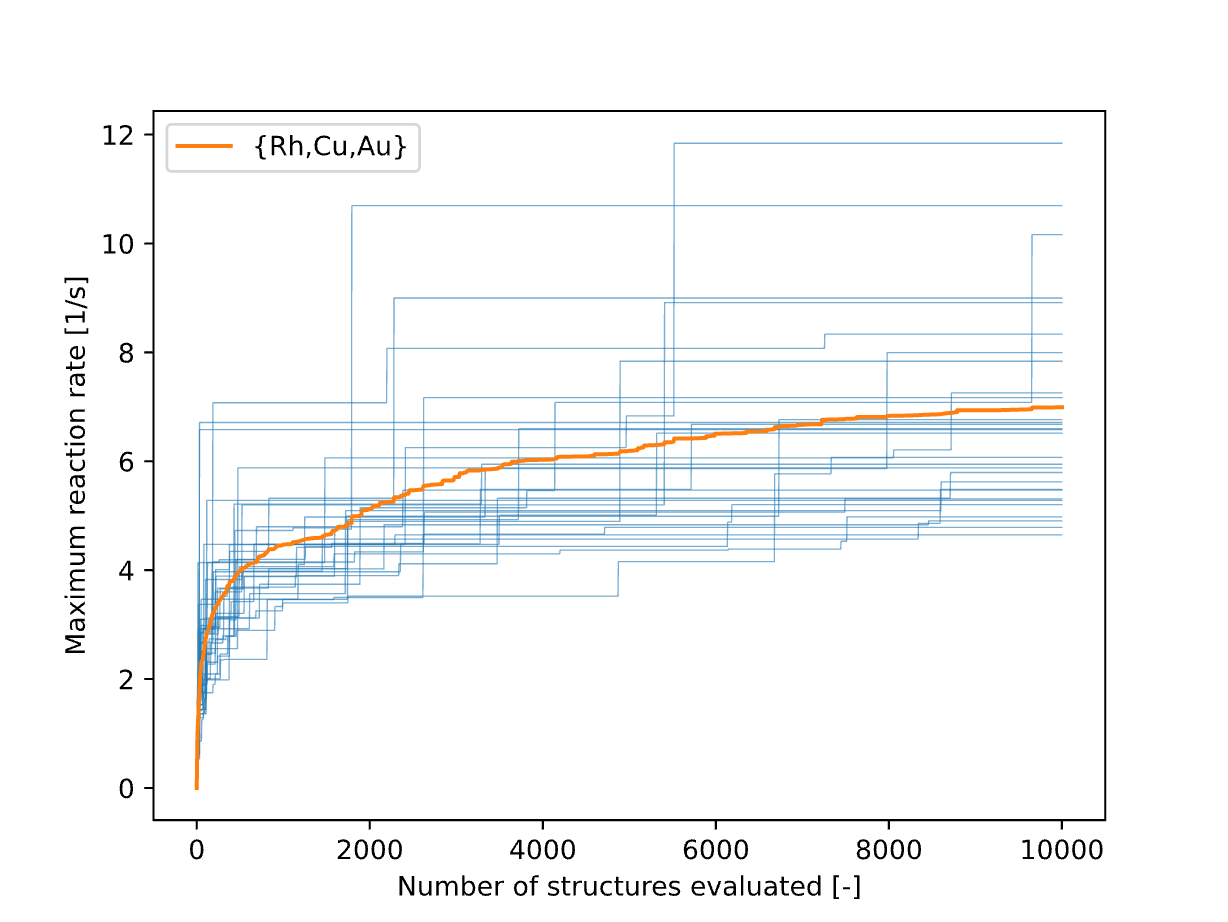 {Rh,Cu,Au}
Maximum reaction rate [1/s]
12
10
8
6
4
2
0
0 2000 4000 6000 8000 10000
Number of structures evaluated [-]